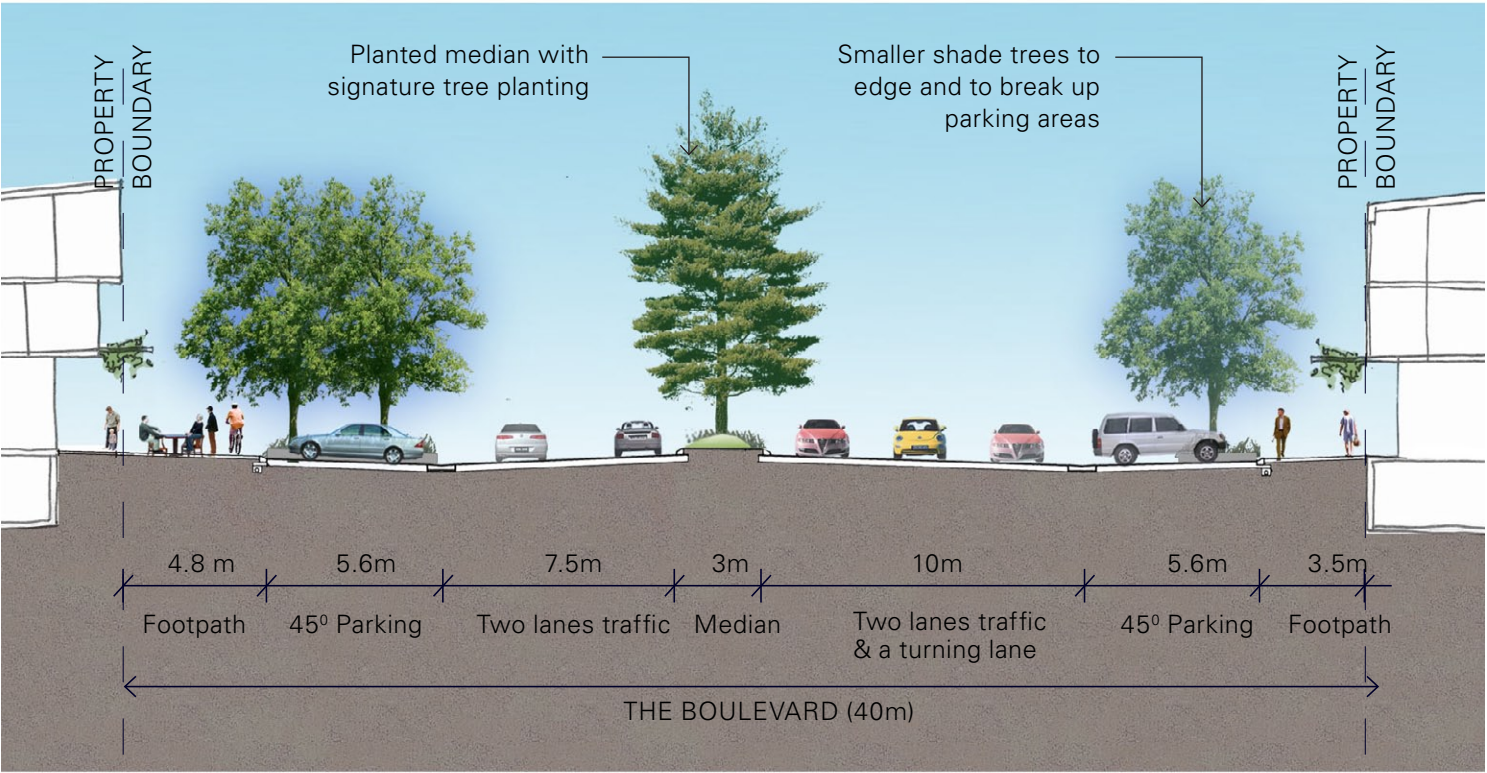 PROPERTY
BOUNDARY
Planted median with
signature tree planting
Smaller shade trees to
edge and to break up
parking areas
PROPERTY
BOUNDARY
4.8 m
5.6m
7.5m
3m
10m
5.6m
3.5m
Footpath
45⁰ Parking
Two lanes traffic
Median
Two lanes traffic
& a turning lane
45⁰ Parking
Footpath
THE BOULEVARD (40m)